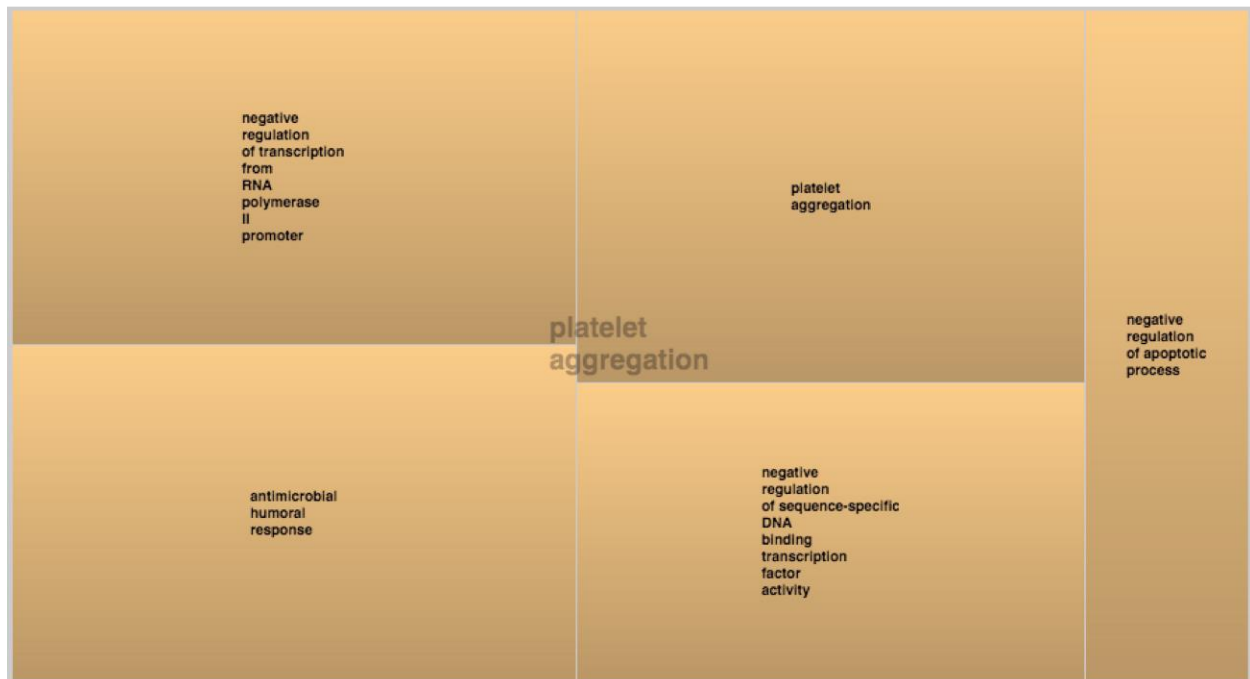 negative
regulation
of transcription
from
RNA
polymerase
II
promoter
platelet
aggregation
negative
regulation
of apoptotic
process
platelet
aggregation
antimicrobial
humoral
response
negative
regulation
of sequence-specific
DNA
binding
transcription
factor
activity